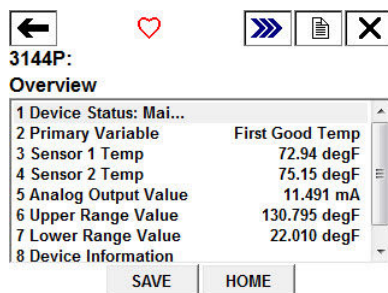 3144P:
Overview
1 Device Status: Mai...
2 Primary Variable First Good Temp
3 Sensor 1 Temp 72.94 degF
4 Sensor 2 Temp 75.15 degF
5 Analog Output Value 11.491 mA
6 Upper Range Value 130.795 degF
7 Lower Range Value 22.010 degF
8 Device Information
SAVE HOME